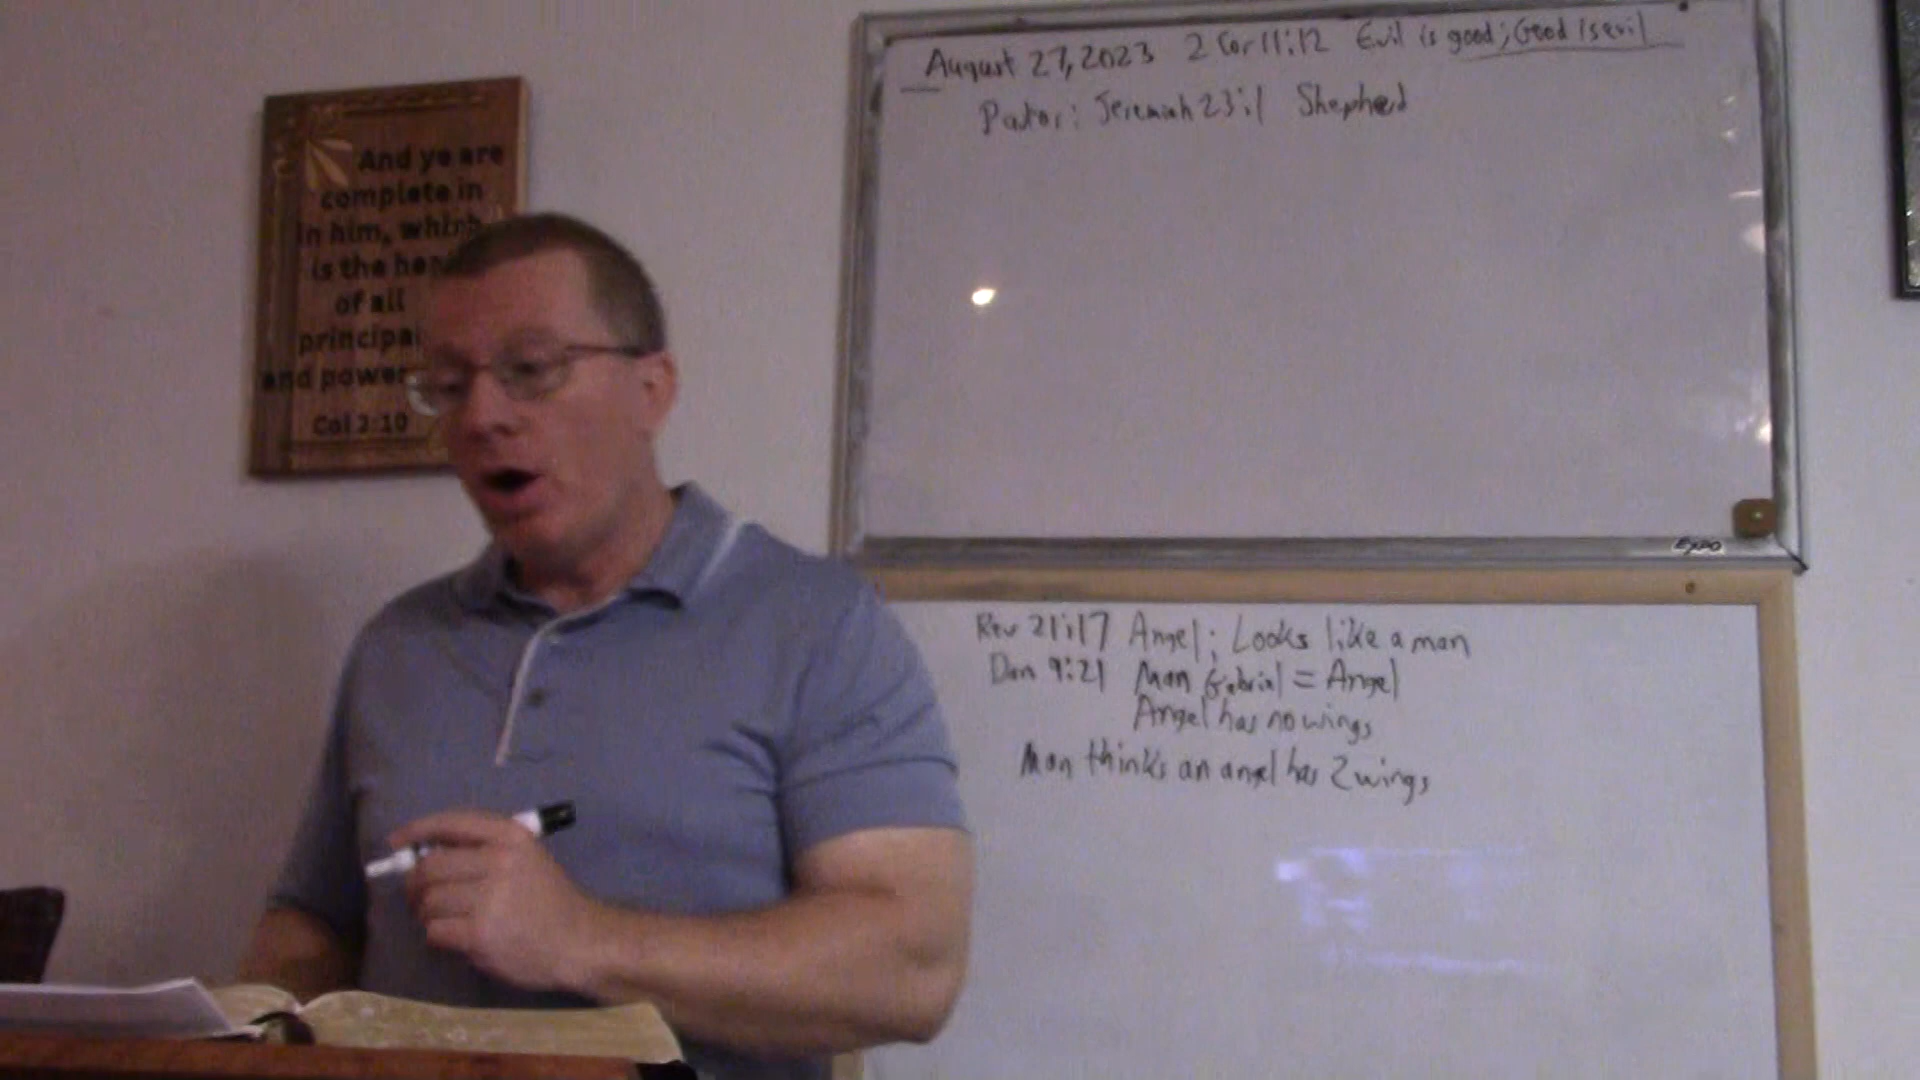 And ye are
complete in
in him, which
is the hea
of all
principal
and power
Col 2:10
August 27, 2023 2 Cor 11:12 Evil is good; Good is evil
Pastor: Jeremiah 23:1 Shepherd
EXPO
Rev 21:17 Angel; Looks like a man
Dan 9:21 Man Gabriel = Angel
Angel has no wings
Man thinks an angel has 2 wings